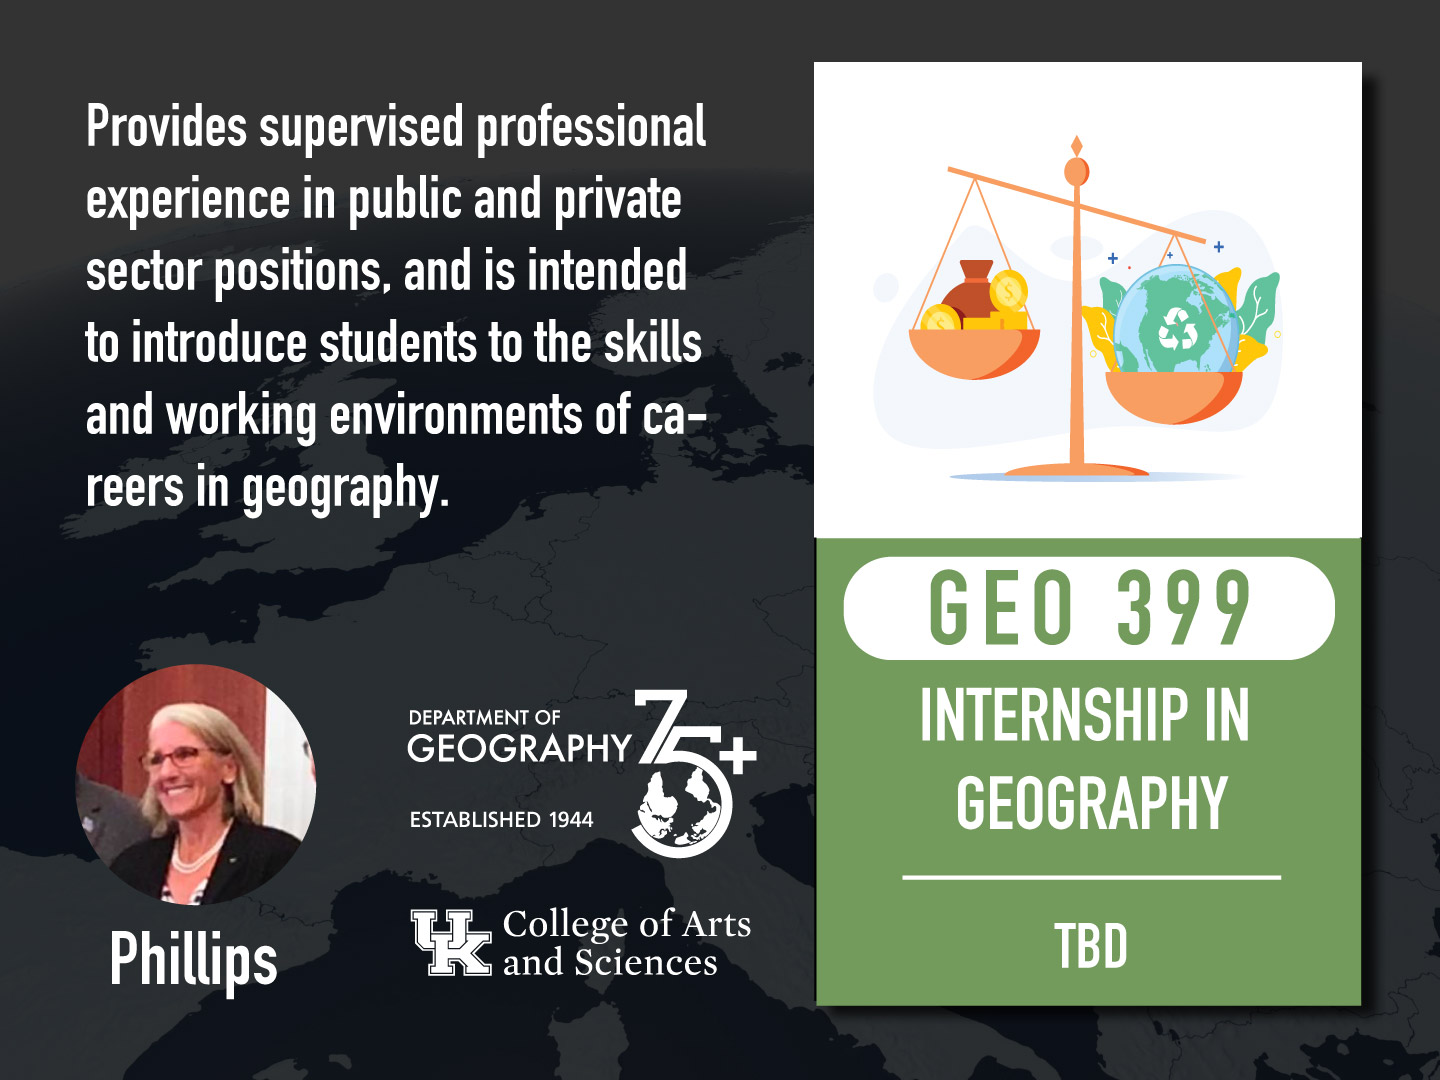 Provides supervised professional
experience in public and private
sector positions, and is intended
to introduce students to the skills
and working environments of ca-
reers in geography.
Phillips
DEPARTMENT OF
GEOGRAPHY
75+
ESTABLISHED 1944
UK
College of Arts
and Sciences
GEO 399
INTERNSHIP IN
GEOGRAPHY
TBD